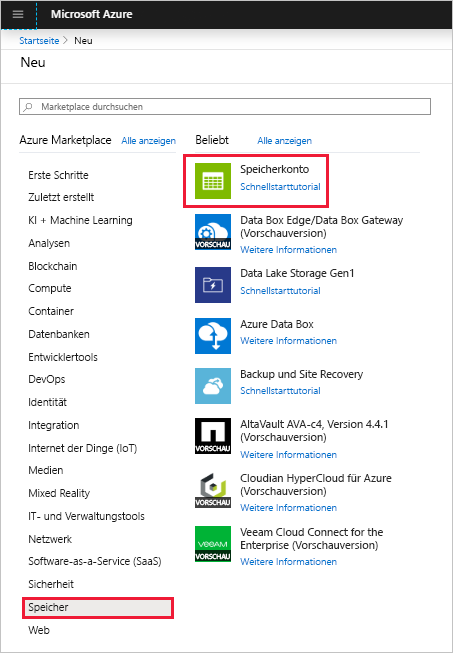 Microsoft Azure
Startseite > Neu
Neu
Marketplace durchsuchen
Azure Marketplace Alle anzeigen
Erste Schritte
Zuletzt erstellt
KI + Machine Learning
Analysen
Blockchain
Compute
Container
Datenbanken
Entwicklertools
DevOps
Identität
Integration
Internet der Dinge (IoT)
Medien
Mixed Reality
IT- und Verwaltungstools
Netzwerk
Software-as-a-Service (SaaS)
Sicherheit
Speicher
Web
Beliebt Alle anzeigen
Speicherkonto
Schnellstarttutorial
VORSCHAU
Data Box Edge/Data Box Gateway
(Vorschauversion)
Weitere Informationen
Data Lake Storage Gen1
Schnellstarttutorial
Azure Data Box
Weitere Informationen
Backup und Site Recovery
Schnellstarttutorial
VORSCHAU
AltaVault AVA-c4, Version 4.4.1
(Vorschauversion)
Weitere Informationen
VORSCHAU
Cloudian HyperCloud für Azure
(Vorschauversion)
Weitere Informationen
veeam
VORSCHAU
Veeam Cloud Connect for the
Enterprise (Vorschauversion)
Weitere Informationen